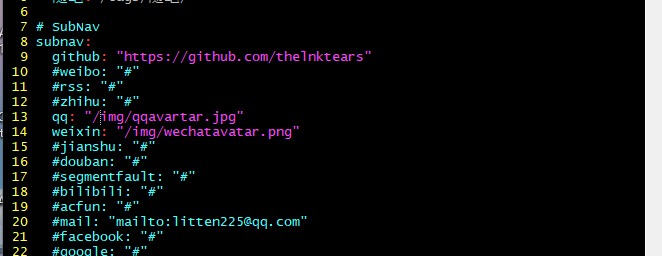 7 # SubNav
8 subnav:
9 github: "https://github.com/thelnktears"
10 #weibo: "#"
11 #rss: "#"
12 #zhihu: "#"
13 qq: "/img/qqavartar.jpg"
14 weixin: "/img/wechatavatar.png"
15 #jianshu: "#"
16 #douban: "#"
17 #segmentfault: "#"
18 #bilibili: "#"
19 #acfun: "#"
20 #mail: "mailto:litten225@qq.com"
21 #facebook: "#"
22 #google: "#"